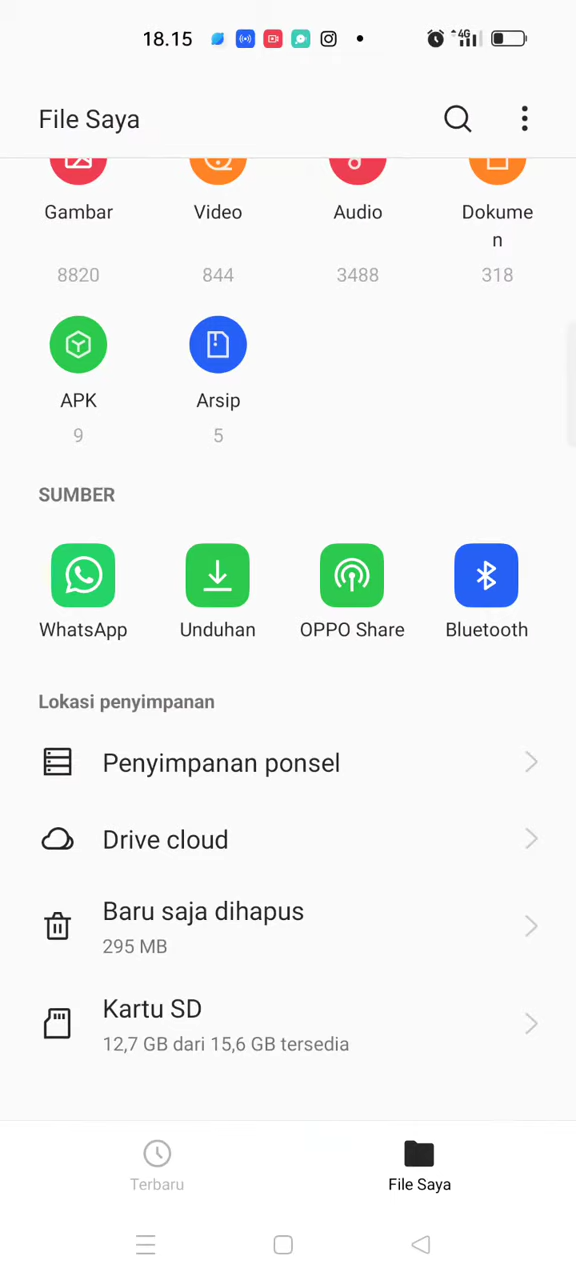 18.15
4G
File Saya
Gambar Video Audio Dokume
n
8820 844 3488 318
APK Arsip
9 5
SUMBER
WhatsApp Unduhan OPPO Share Bluetooth
Lokasi penyimpanan
Penyimpanan ponsel
Drive cloud
Baru saja dihapus
295 MB
Kartu SD
12,7 GB dari 15,6 GB tersedia
Terbaru File Saya